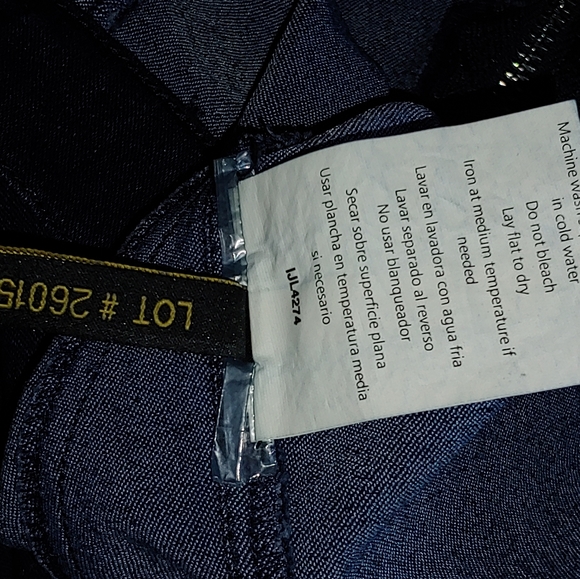 Machine
in cold water
Do not bleach
Lay flat to dry
Iron at medium temperature if
needed
Lavar en lavadora con agua fria
Lavar separado al reverso
No usar blanqueador
Secar sobre superficie plana
Usar plancha en temperatura media
si necesario
IJL4274
LOT # 26015